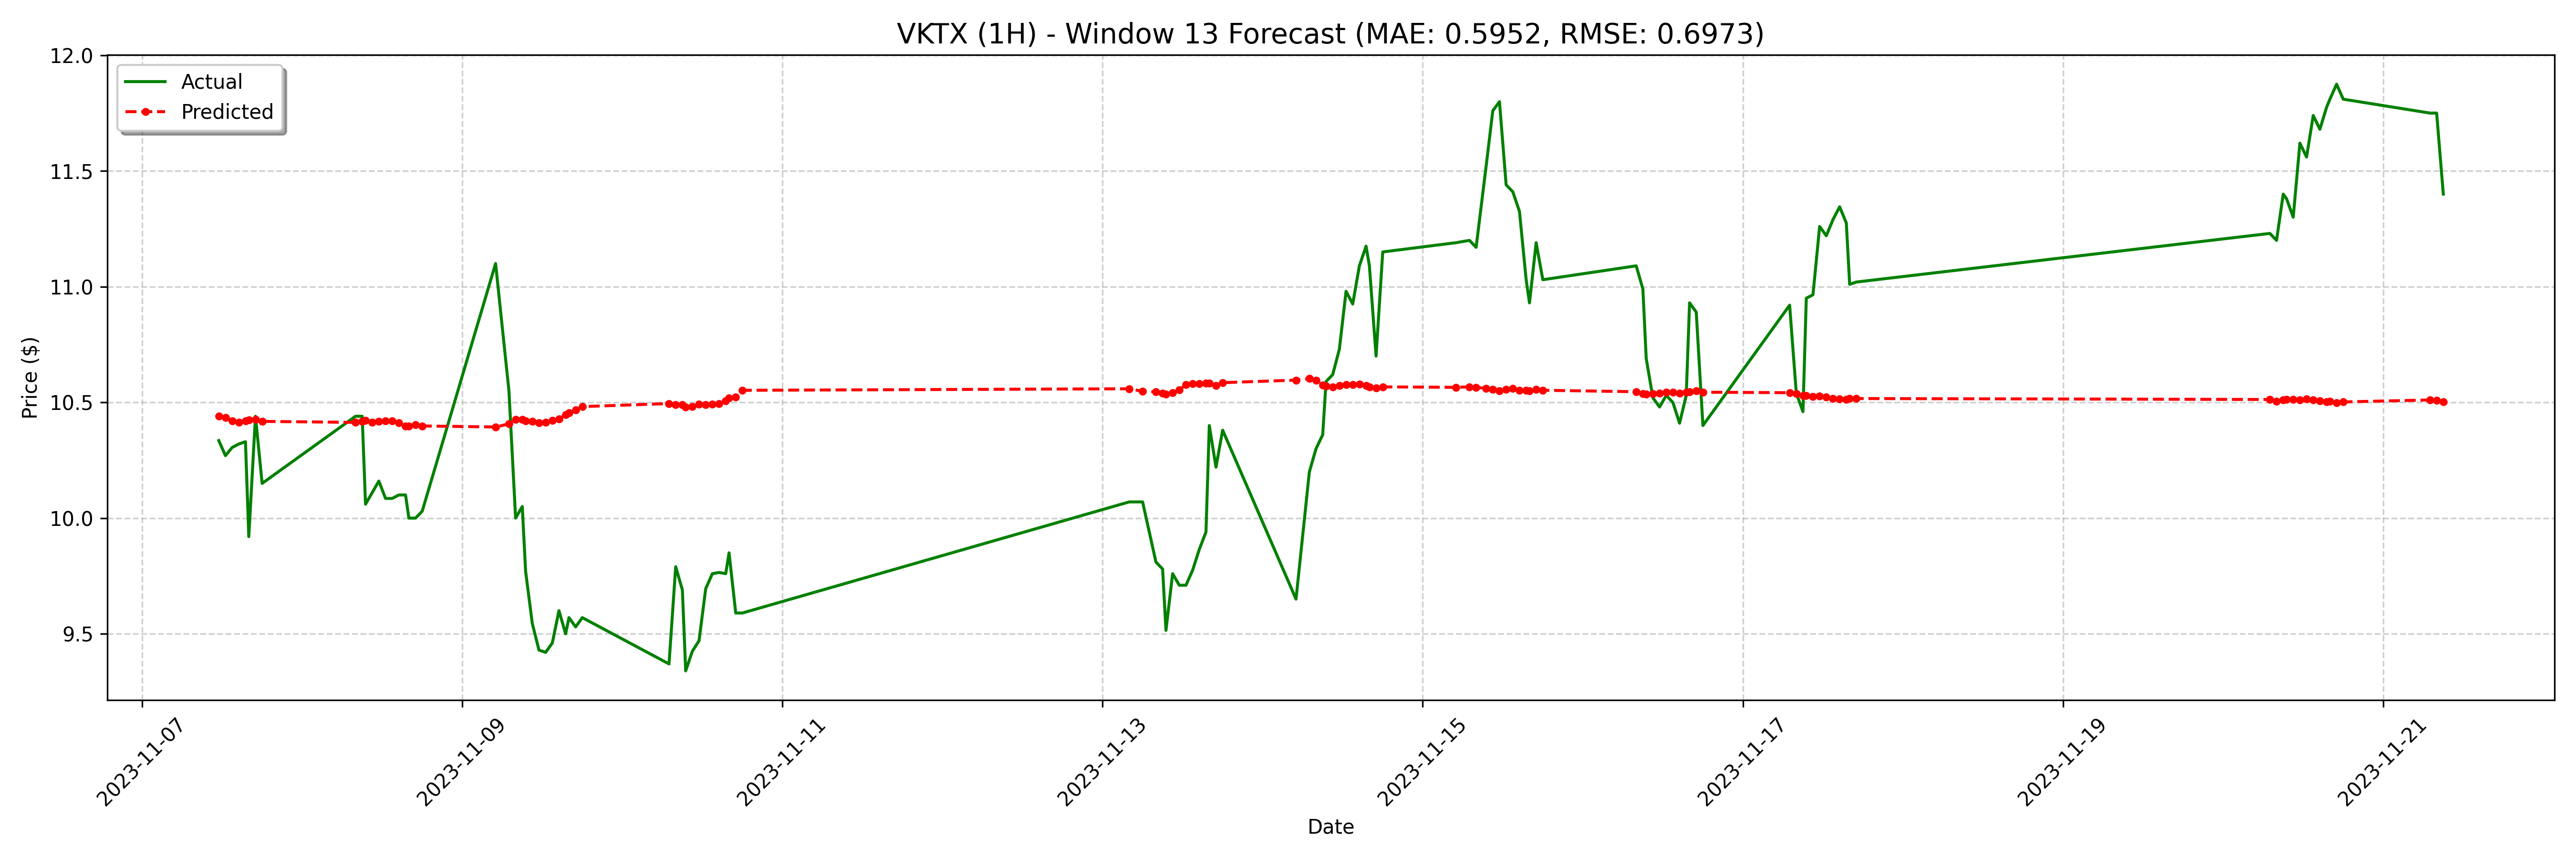 VKTX (1H) - Window 13 Forecast (MAE: 0.5952, RMSE: 0.6973)
Actual
Predicted
Price ($)
12.0
11.5
11.0
10.5
10.0
9.5
2023-11-07
2023-11-09
2023-11-11
2023-11-13
2023-11-15
2023-11-17
2023-11-19
2023-11-21
Date